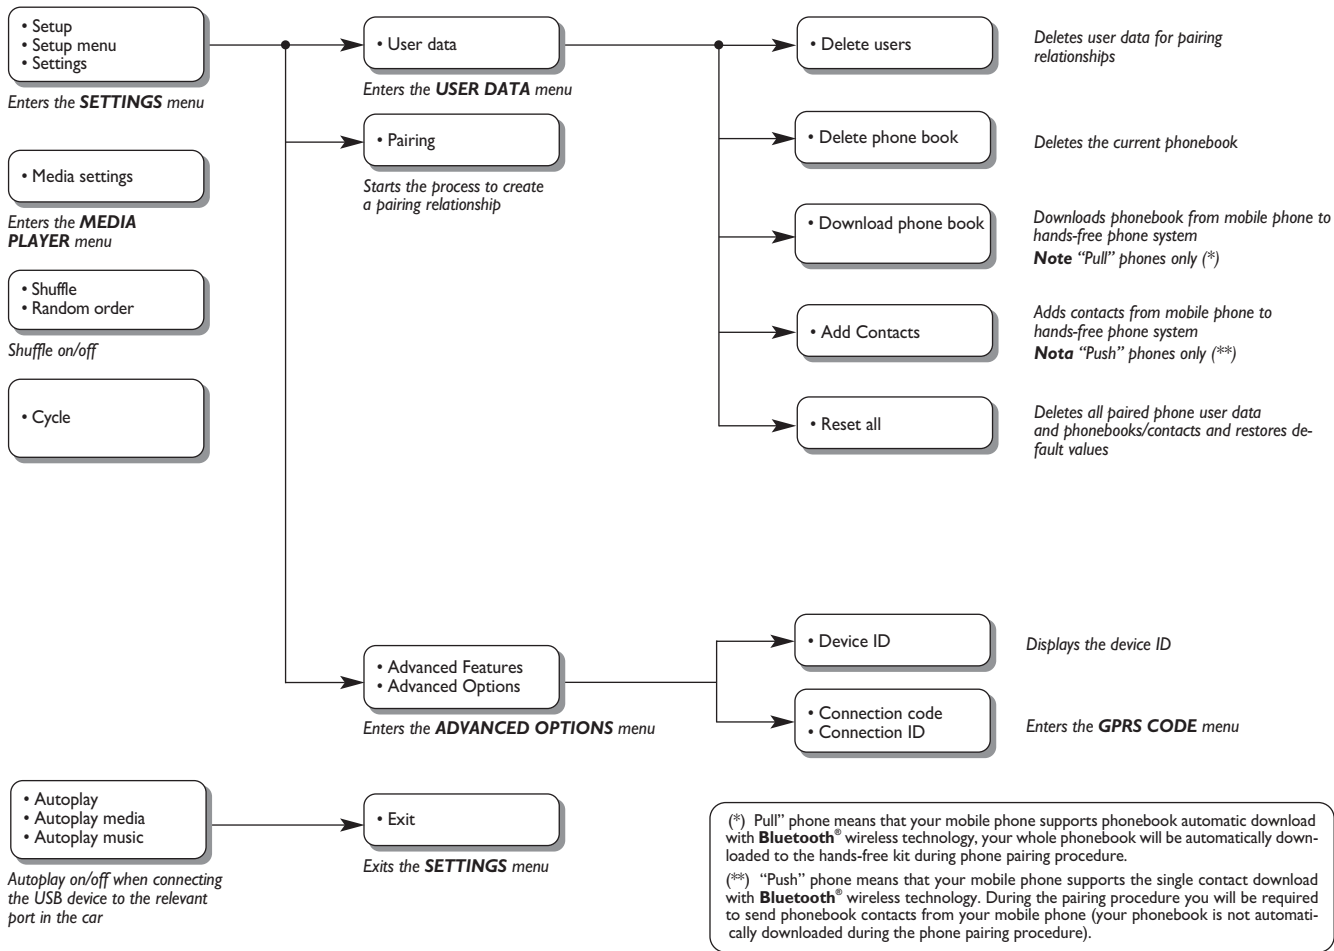 • Setup
• Setup menu
• Settings
Enters the SETTINGS menu
• Media settings
Enters the MEDIA
PLAYER menu
• Shuffle
• Random order
Shuffle on/off
• Cycle
• Autoplay
• Autoplay media
• Autoplay music
Autoplay on/off when connecting
the USB device to the relevant
port in the car
• User data
Enters the USER DATA menu
• Pairing
Starts the process to create
a pairing relationship
• Advanced Features
• Advanced Options
Enters the ADVANCED OPTIONS menu
• Exit
Exits the SETTINGS menu
• Delete users
Deletes user data for pairing
relationships
• Delete phone book
Deletes the current phonebook
• Download phone book
Downloads phonebook from mobile phone to
hands-free phone system
Note “Pull” phones only (*)
• Add Contacts
Adds contacts from mobile phone to
hands-free phone system
Nota “Push” phones only (**)
• Reset all
Deletes all paired phone user data
and phonebooks/contacts and restores de-
fault values
• Device ID
Displays the device ID
• Connection code
• Connection ID
Enters the GPRS CODE menu
(*) Pull” phone means that your mobile phone supports phonebook automatic download
with Bluetooth® wireless technology, your whole phonebook will be automatically down-
loaded to the hands-free kit during phone pairing procedure.
(**) “Push” phone means that your mobile phone supports the single contact download
with Bluetooth® wireless technology. During the pairing procedure you will be required
to send phonebook contacts from your mobile phone (your phonebook is not automati-
cally downloaded during the phone pairing procedure).